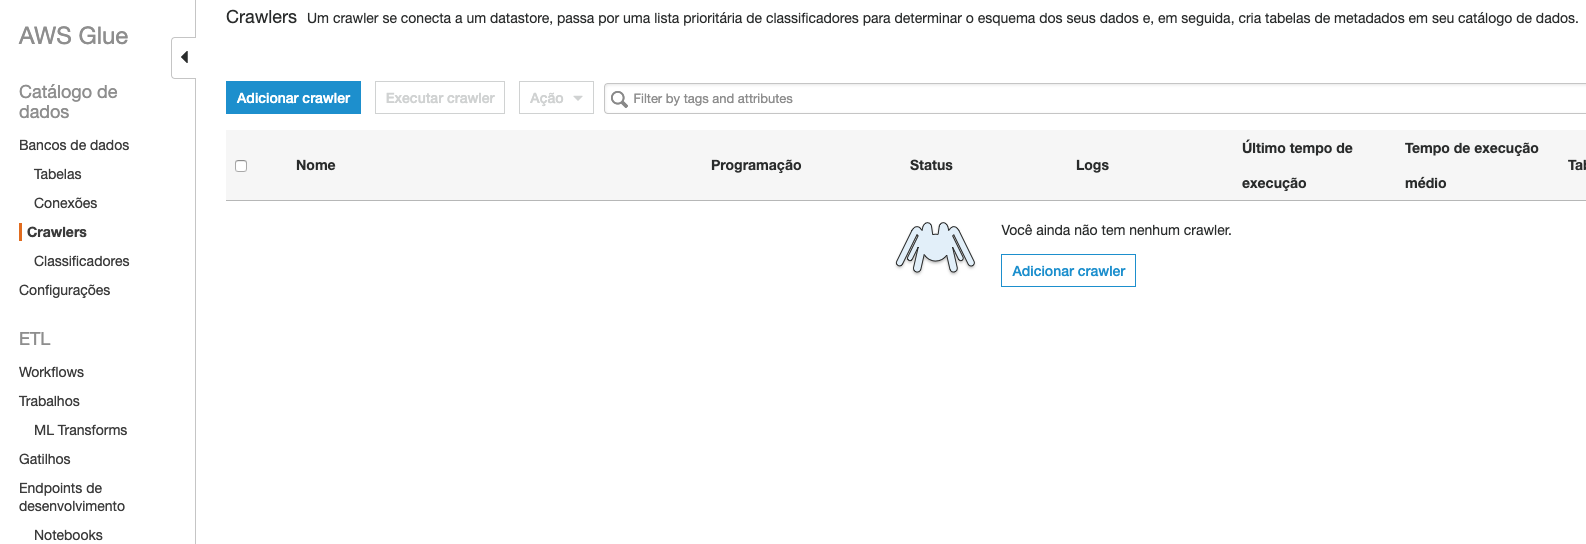 AWS Glue
Catálogo de
dados
Bancos de dados
Tabelas
Conexões
Crawlers
Classificadores
Configurações
ETL
Workflows
Trabalhos
ML Transforms
Gatilhos
Endpoints de
desenvolvimento
Notebooks
Crawlers Um crawler se conecta a um datastore, passa por uma lista prioritária de classificadores para determinar o esquema dos seus dados e, em seguida, cria tabelas de metadados em seu catálogo de dados.
Adicionar crawler Executar crawler Ação Filter by tags and attributes
Nome Programação Status Logs Último tempo de execução Tempo de execução médio
Você ainda não tem nenhum crawler.
Adicionar crawler